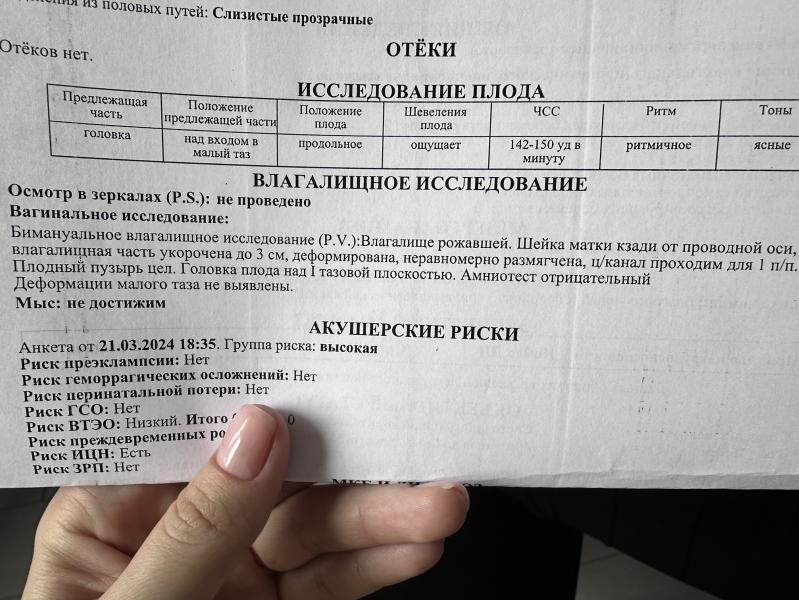 из половых путей: Слизистые прозрачные
ОТЁКИ
Отёков нет.
ИССЛЕДОВАНИЕ ПЛОДА
Предлежащая часть Положение предлежащей части Положение плода Шевеления плода ЧСС Ритм Тоны
головка над входом в малый таз продольное ощущает 142-150 уд в минуту ритмичное ясные
ВЛАГАЛИЩНОЕ ИССЛЕДОВАНИЕ
Осмотр в зеркалах (P.S.): не проведено
Вагинальное исследование:
Бимануальное влагалищное исследование (P.V.):Влагалище рожавшей. Шейка матки кзади от проводной оси,
влагалищная часть укорочена до 3 см, деформирована, неравномерно размягчена, ц/канал проходим для 1 п/п.
Плодный пузырь цел. Головка плода над I тазовой плоскостью. Амниотест отрицательный
Деформации малого таза не выявлены.
Мыс: не достижим
АКУШЕРСКИЕ РИСКИ
Анкета от 21.03.2024 18:35. Группа риска: высокая
Риск преэклампсии: Нет
Риск геморрагических осложнений: Нет
Риск перинатальной потери: Нет
Риск ГСО: Нет
Риск ВТЭО: Низкий. Итого 0
Риск преждевременных ро
Риск ИЦН: Есть
Риск ЗРП: Нет